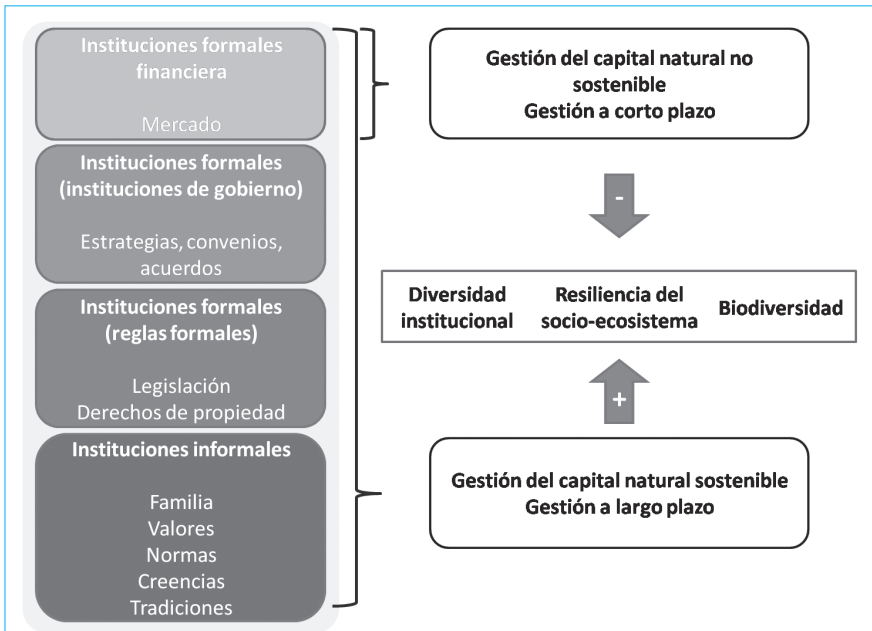 Instituciones formales
financiera
Mercado
Instituciones formales
(instituciones de gobierno)
Estrategias, convenios,
acuerdos
Instituciones formales
(reglas formales)
Legislación
Derechos de propiedad
Instituciones informales
Familia
Valores
Normas
Creencias
Tradiciones
Gestión del capital natural no
sostenible
Gestión a corto plazo
-
Diversidad
institucional
Resiliencia del
socio-ecosistema
Biodiversidad
+
Gestión del capital natural sostenible
Gestión a largo plazo